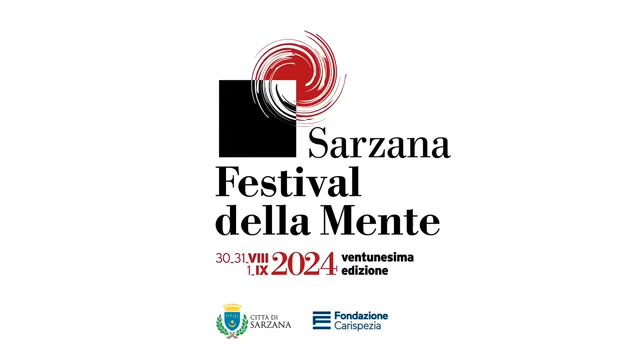 Sarzana
Festival
della Mente
30_31_VIII
1_IX
2024
ventunesima
edizione
CITTÀ DI
SARZANA
Fondazione
Carispezia